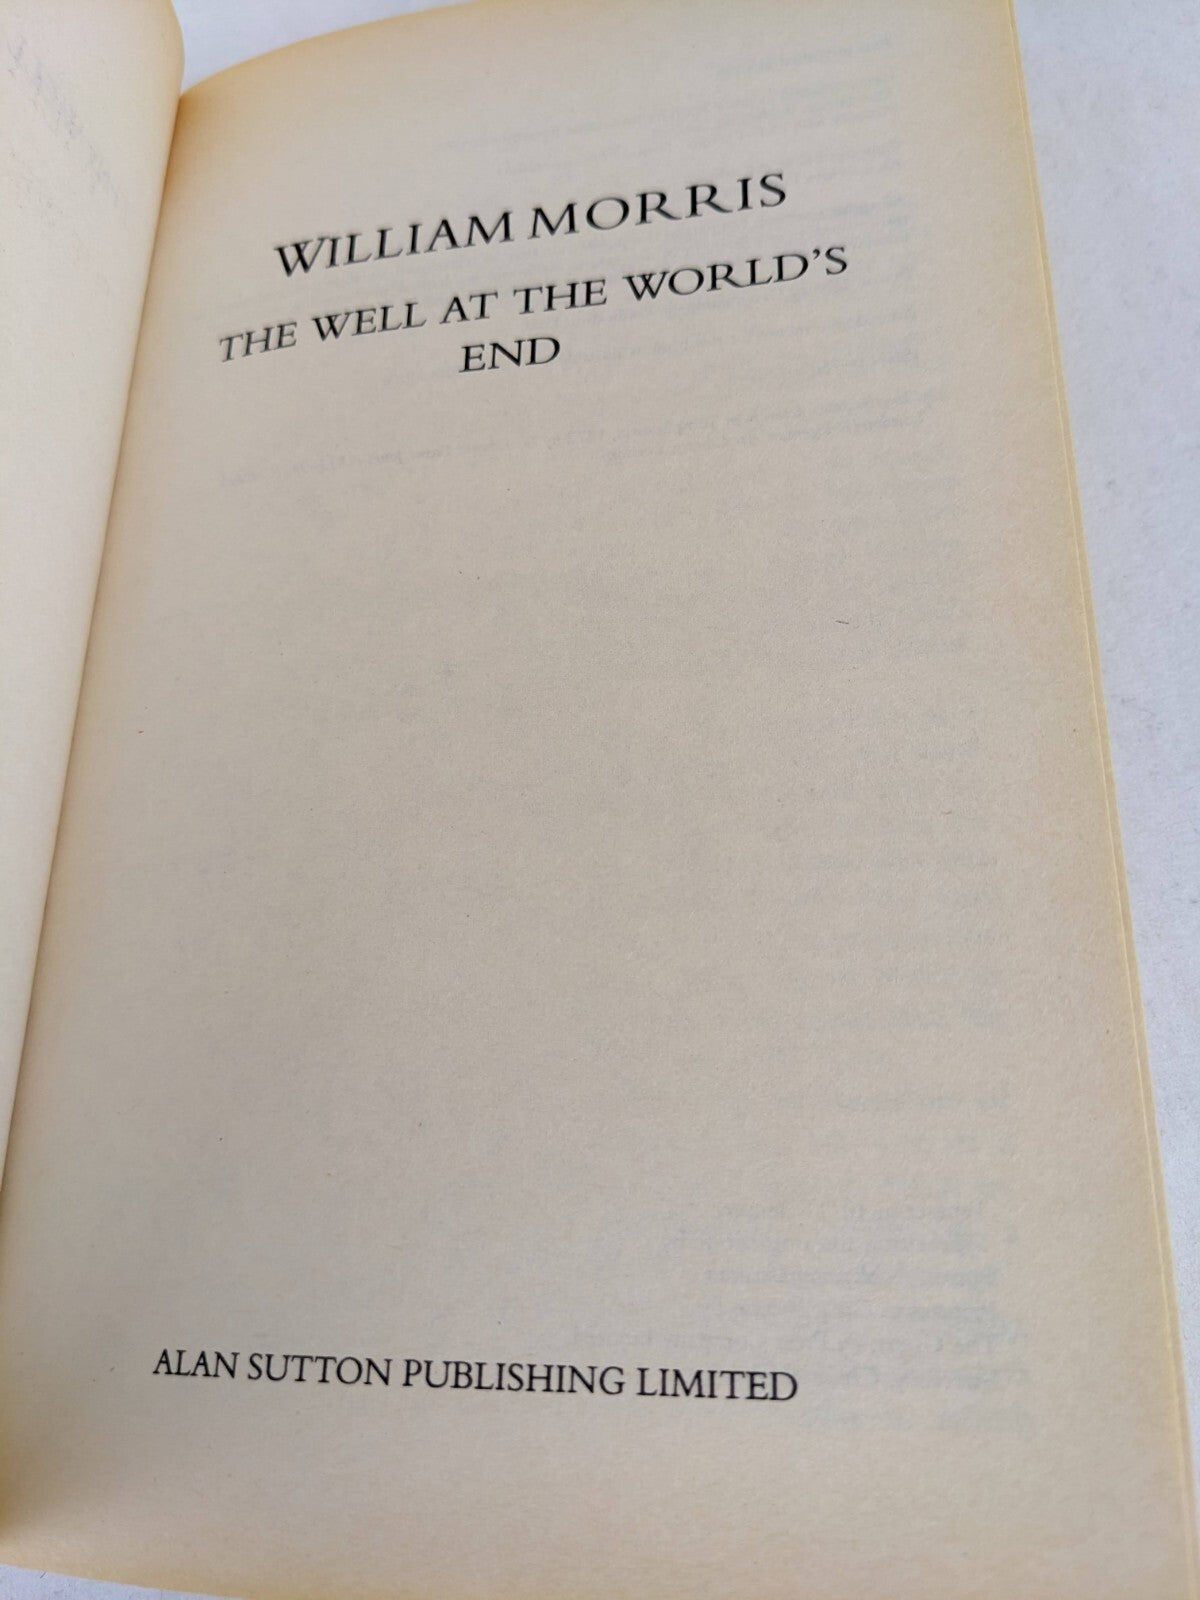 WILLIAM MORRIS
THE WELL AT THE WORLD'S
END
ALAN SUTTON PUBLISHING LIMITED